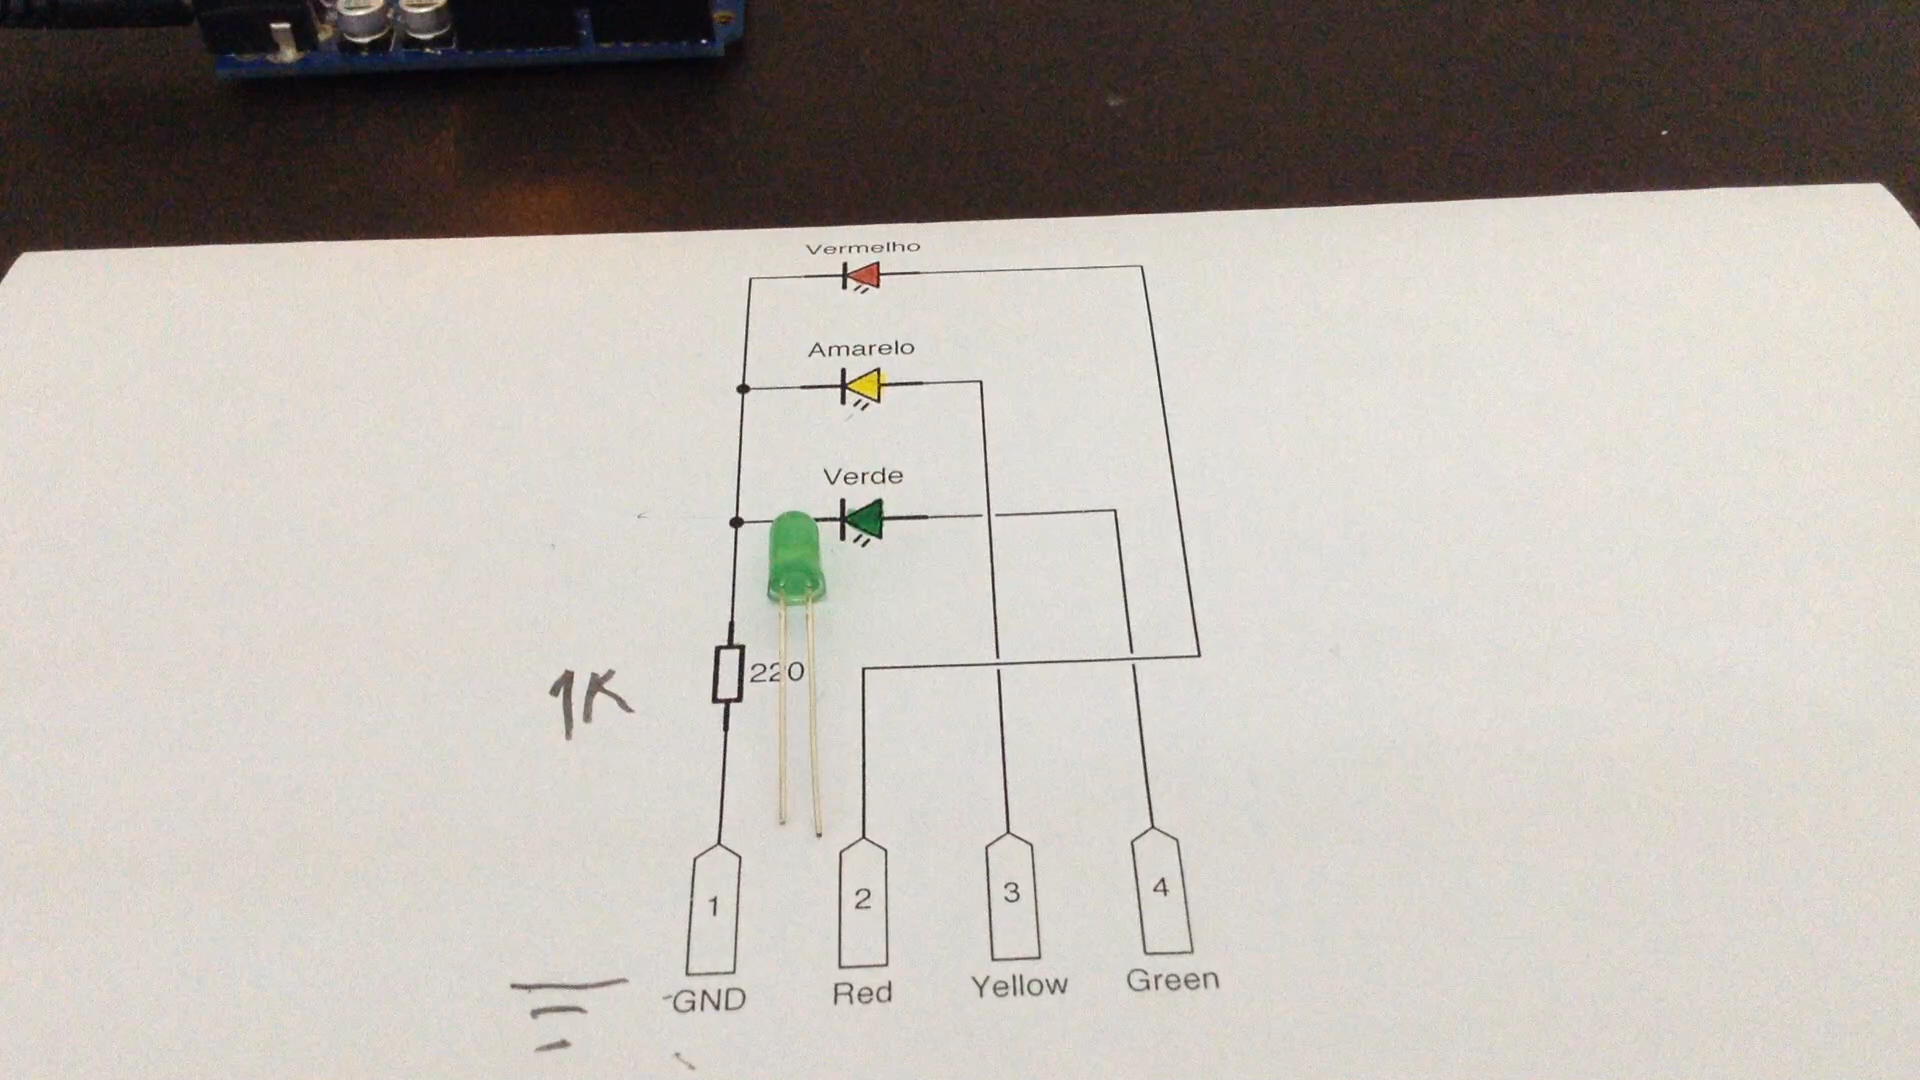 Vermelho
Amarelo
Verde
1K
220
1
2
3
4
GND
Red
Yellow
Green